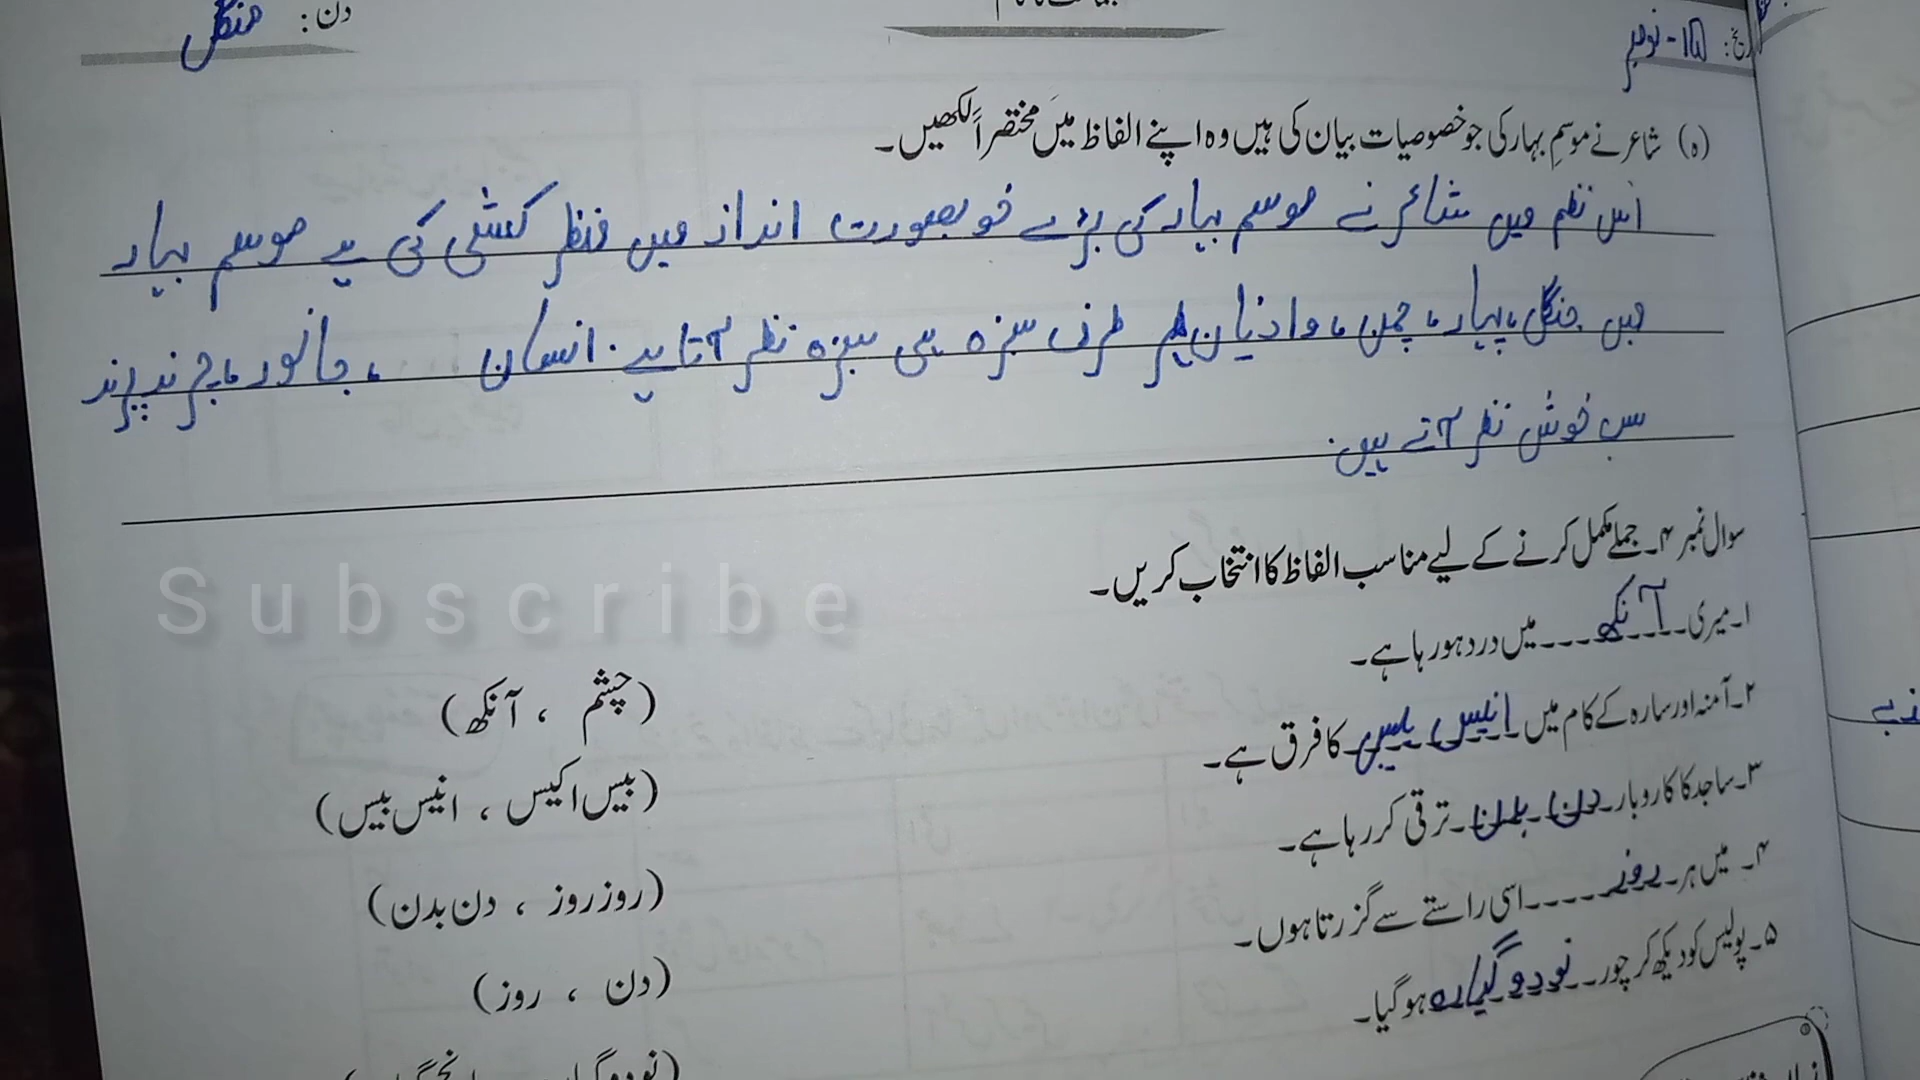 دن: منگل
۱۵-نومبر
(ہ) شاعر نے موسمِ بہار کی جو خصوصیات بیان کی ہیں وہ اپنے الفاظ میں مختصراً لکھیں۔
اس نظم میں شاعر نے موسم بہار کی بڑے خوبصورت انداز میں منظر کشی کی ہے موسم بہار
میں جنگل، پہاڑ، چمن، وادیاں ہر طرف سبزہ ہی سبزہ نظر آتا ہے. انسان ، جانور، چرند پرند
سب خوش نظر آتے ہیں.
سوال نمبر ۴۔ جملے مکمل کرنے کے لیے مناسب الفاظ کا انتخاب کریں۔
Subscribe
۱۔ میری آنکھ میں درد ہو رہا ہے۔
(چشم ، آنکھ)
۲۔ آمنہ اور سارہ کے کام میں انیس بیس کا فرق ہے۔
(بیس اکیس ، انیس بیس)
۳۔ ساجد کا کاروبار دن بدن ترقی کر رہا ہے۔
(روز روز ، دن بدن)
۴۔ میں ہر روز اسی راستے سے گزرتا ہوں۔
(دن ، روز)
۵۔ پولیس کو دیکھ کر چور نو دو گیارہ ہو گیا۔